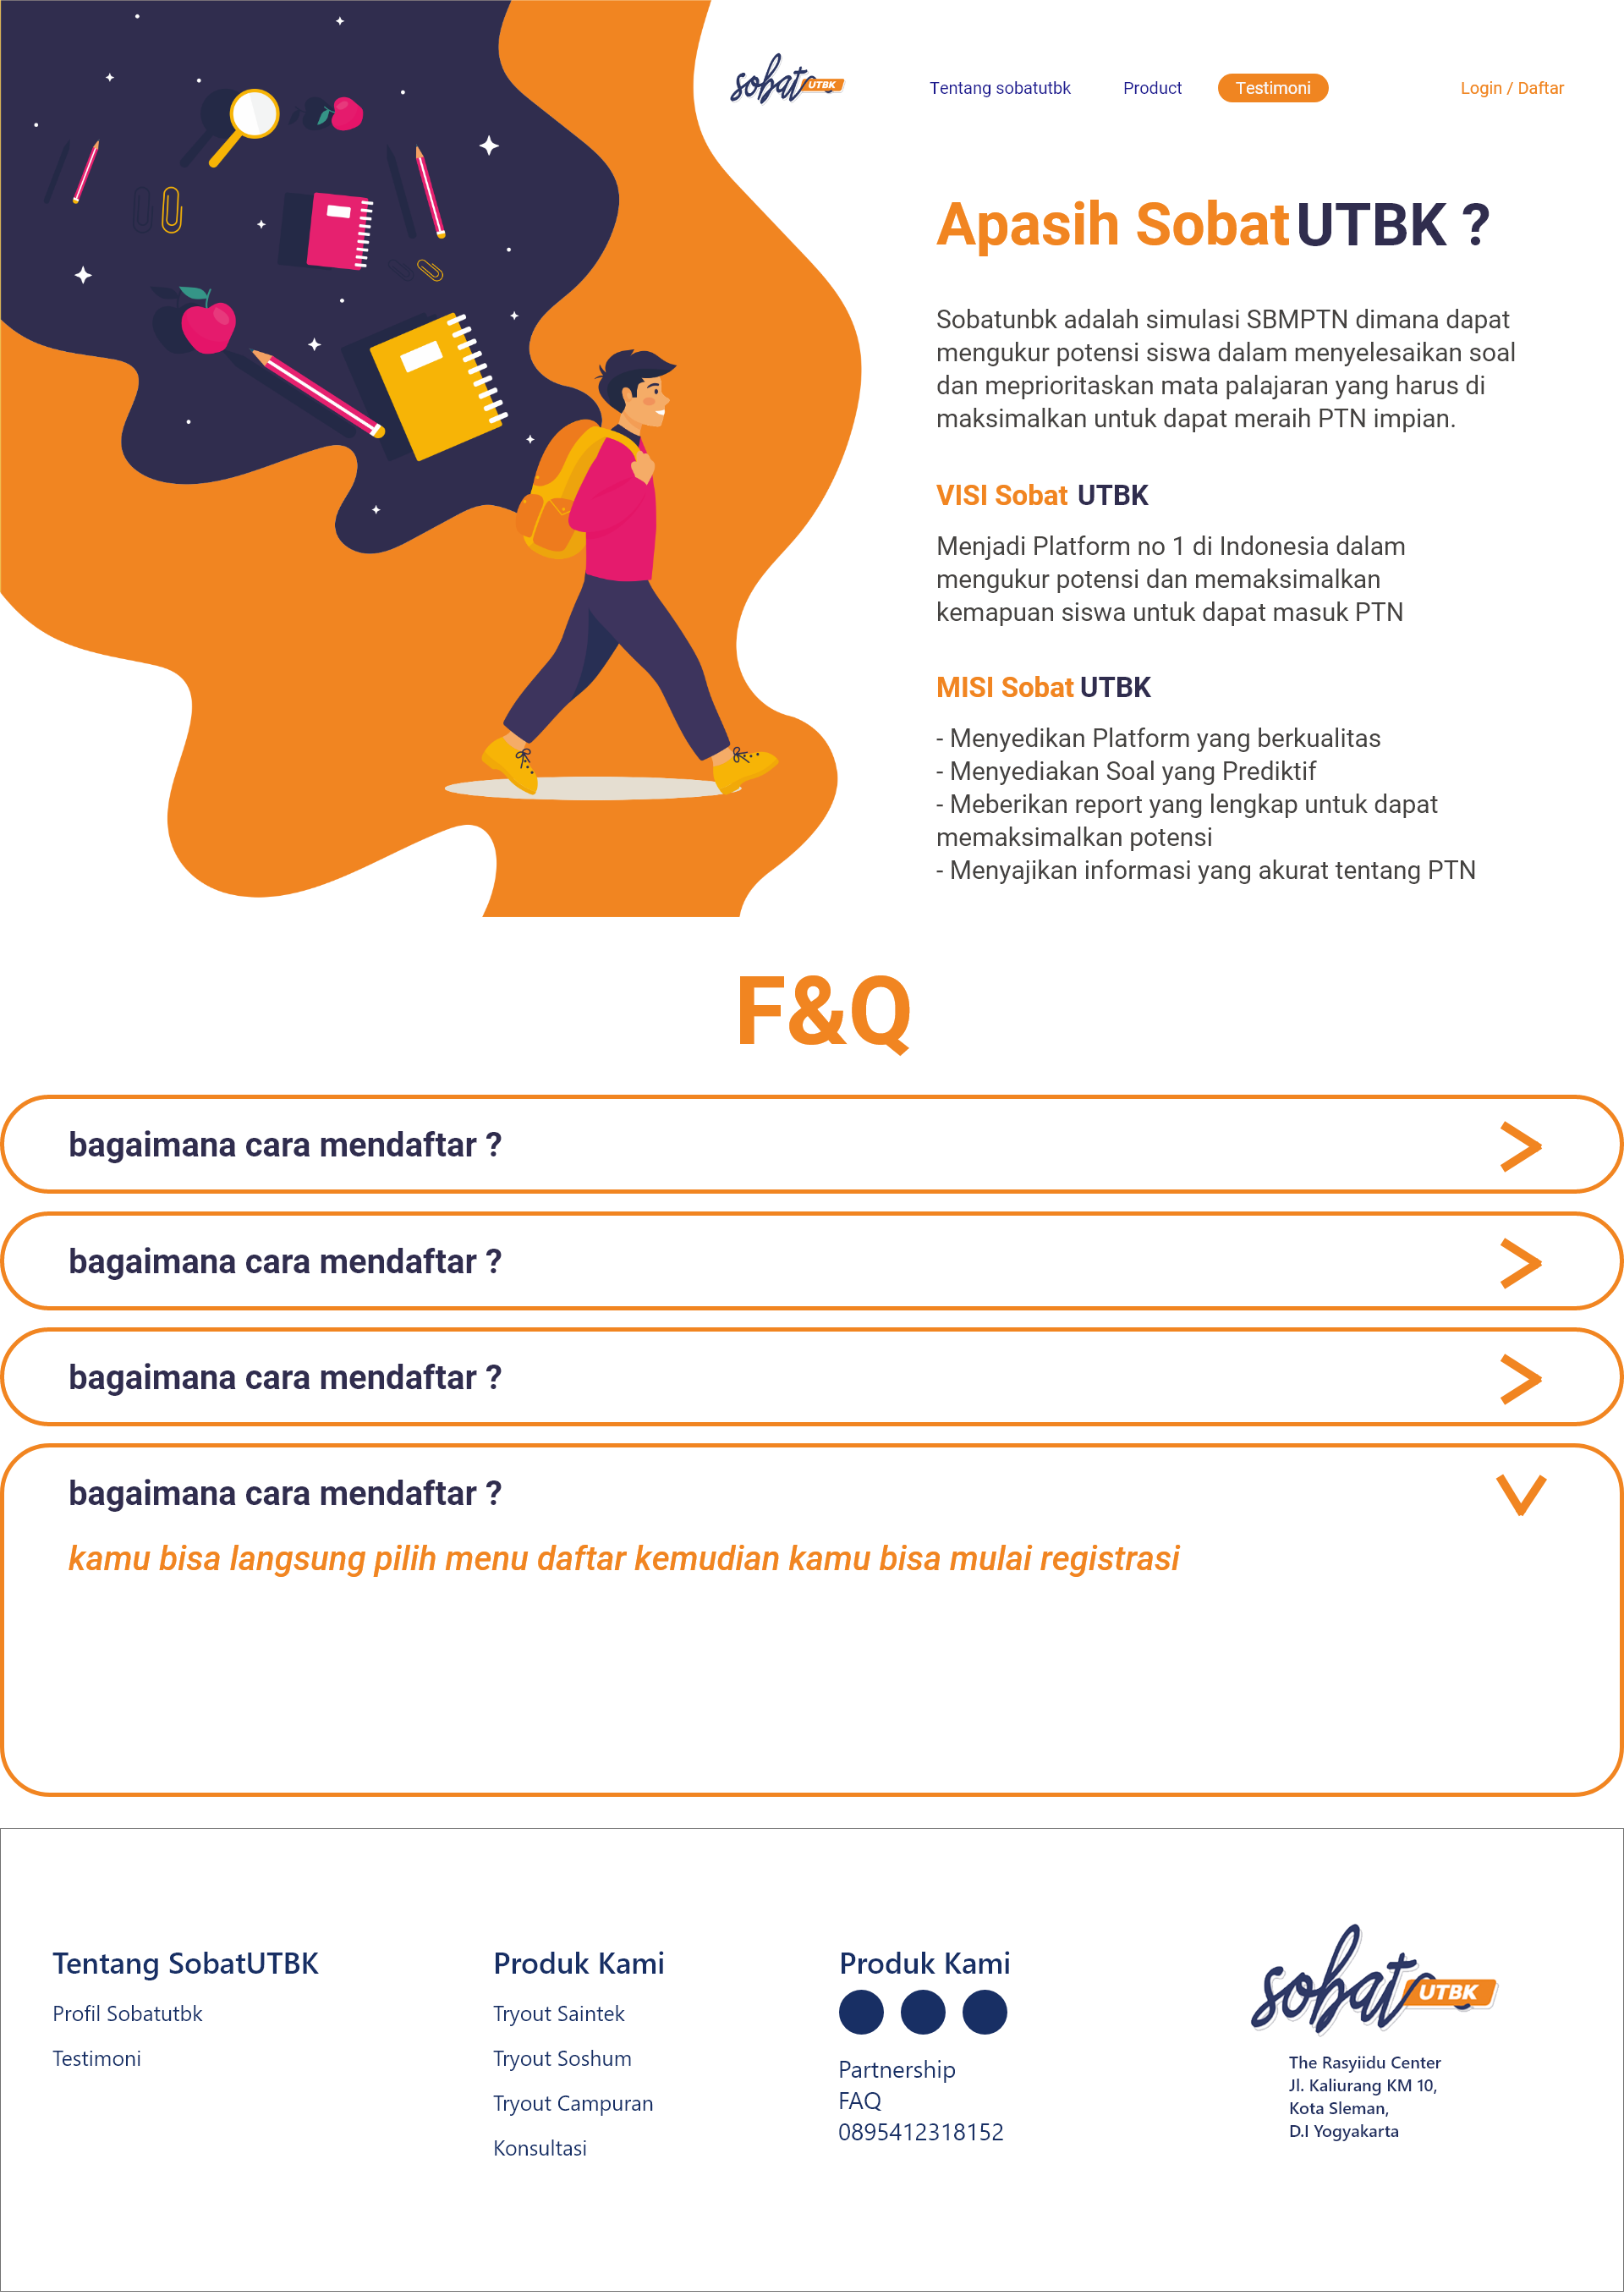 sobat UTBK
Tentang sobatutbk
Product
Testimoni
Login / Daftar
Apasih Sobat UTBK ?
Sobatunbk adalah simulasi SBMPTN dimana dapat
mengukur potensi siswa dalam menyelesaikan soal
dan meprioritaskan mata palajaran yang harus di
maksimalkan untuk dapat meraih PTN impian.
VISI Sobat UTBK
Menjadi Platform no 1 di Indonesia dalam
mengukur potensi dan memaksimalkan
kemapuan siswa untuk dapat masuk PTN
MISI Sobat UTBK
- Menyedikan Platform yang berkualitas
- Menyediakan Soal yang Prediktif
- Meberikan report yang lengkap untuk dapat
memaksimalkan potensi
- Menyajikan informasi yang akurat tentang PTN
F&Q
bagaimana cara mendaftar ?
bagaimana cara mendaftar ?
bagaimana cara mendaftar ?
bagaimana cara mendaftar ?
kamu bisa langsung pilih menu daftar kemudian kamu bisa mulai registrasi
Tentang SobatUTBK
Profil Sobatutbk
Testimoni
Produk Kami
Tryout Saintek
Tryout Soshum
Tryout Campuran
Konsultasi
Produk Kami
Partnership
FAQ
0895412318152
sobat UTBK
The Rasyiidu Center
Jl. Kaliurang KM 10,
Kota Sleman,
D.I Yogyakarta